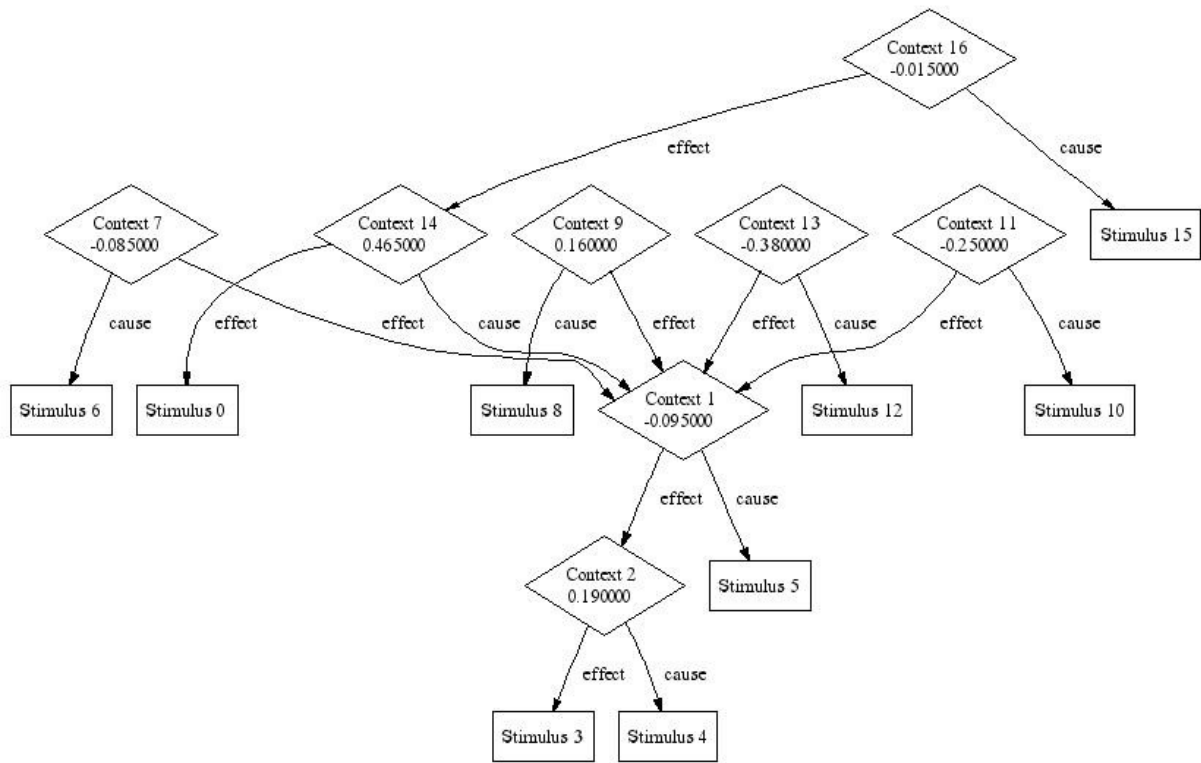 Context 16
-0.015000
effect
cause
Context 7
-0.085000
Context 14
0.465000
Context 9
0.160000
Context 13
-0.380000
Context 11
-0.250000
Stimulus 15
cause
effect
effect
cause
cause
effect
effect
cause
effect
cause
Stimulus 6
Stimulus 0
Stimulus 8
Context 1
-0.095000
Stimulus 12
Stimulus 10
effect
cause
Context 2
0.190000
Stimulus 5
effect
cause
Stimulus 3
Stimulus 4